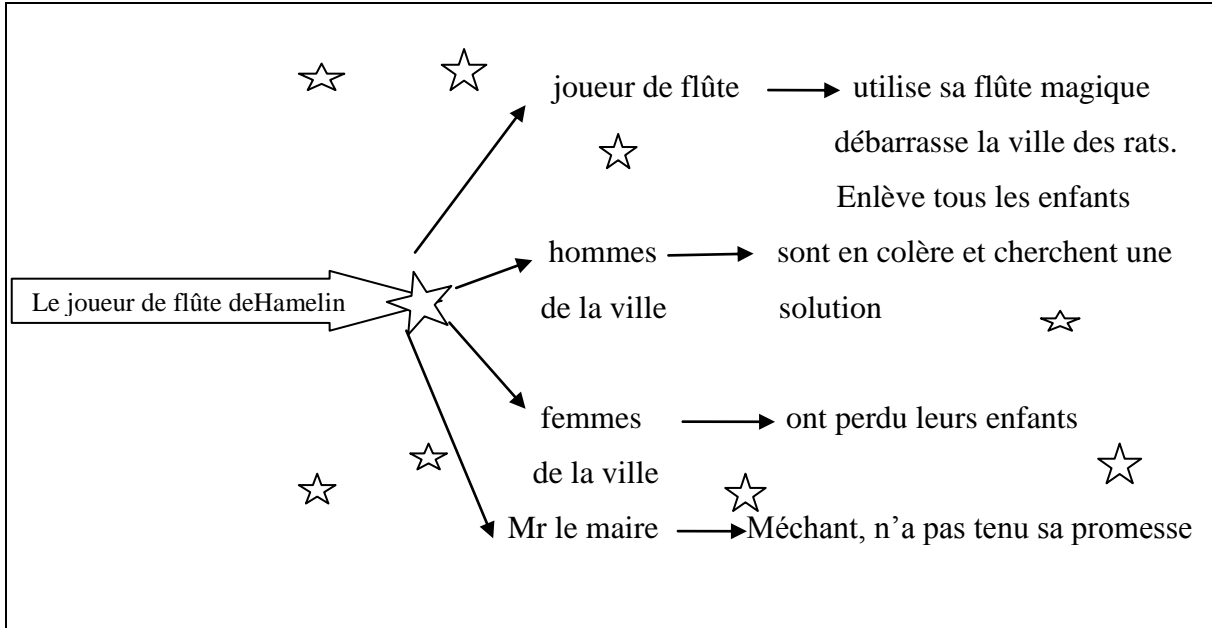 joueur de flûte utilise sa flûte magique
débarrasse la ville des rats.
Enlève tous les enfants
hommes sont en colère et cherchent une
Le joueur de flûte deHamelin
de la ville solution
femmes ont perdu leurs enfants
de la ville
Mr le maire Méchant, n’a pas tenu sa promesse